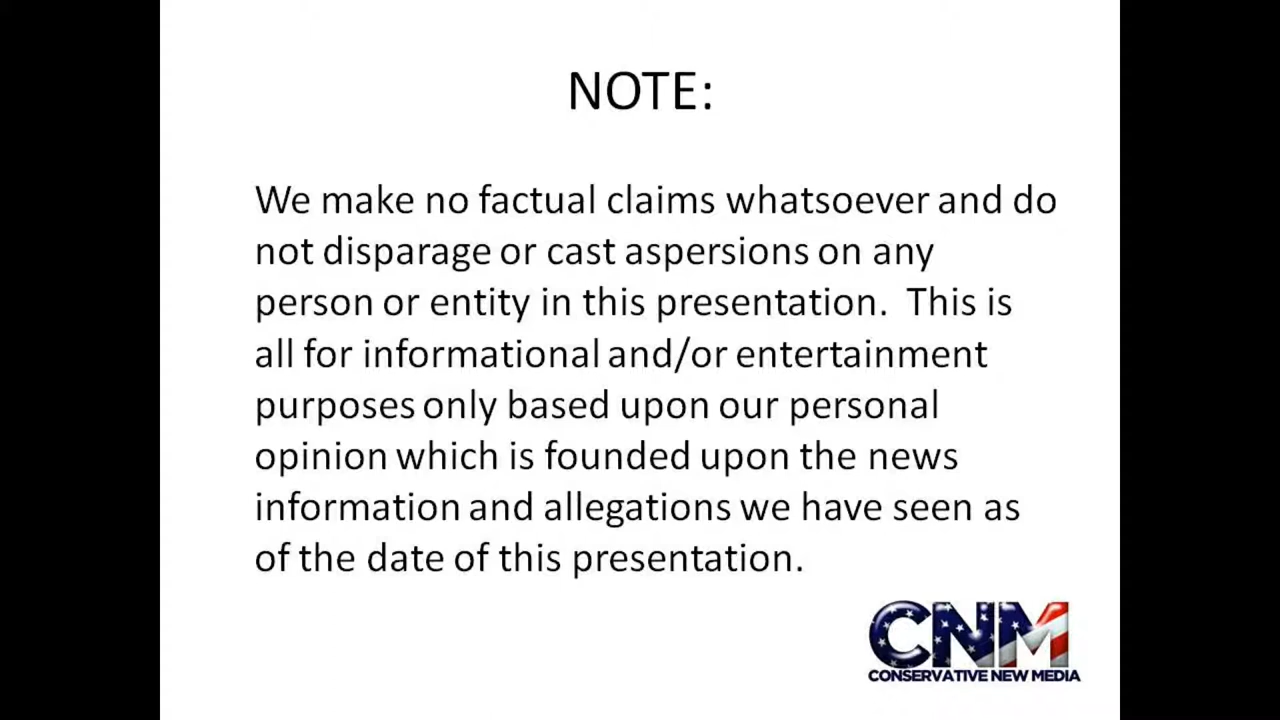 NOTE:
We make no factual claims whatsoever and do
not disparage or cast aspersions on any
person or entity in this presentation.  This is
all for informational and/or entertainment
purposes only based upon our personal
opinion which is founded upon the news
information and allegations we have seen as
of the date of this presentation.
CNM
CONSERVATIVE NEW MEDIA